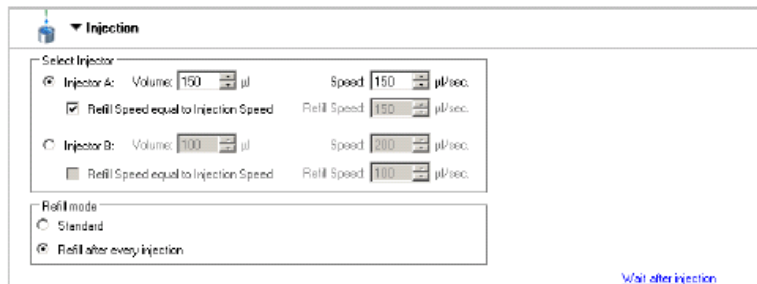 Injection
Select Injector
Injector A: Volume: 150 µl Speed: 150 µl/sec.
Refill Speed equal to Injection Speed Refill Speed: 150 µl/sec.
Injector B: Volume: 100 µl Speed: 200 µl/sec.
Refill Speed equal to Injection Speed Refill Speed: 100 µl/sec.
Refill mode
Standard
Refill after every injection
Wait after injection